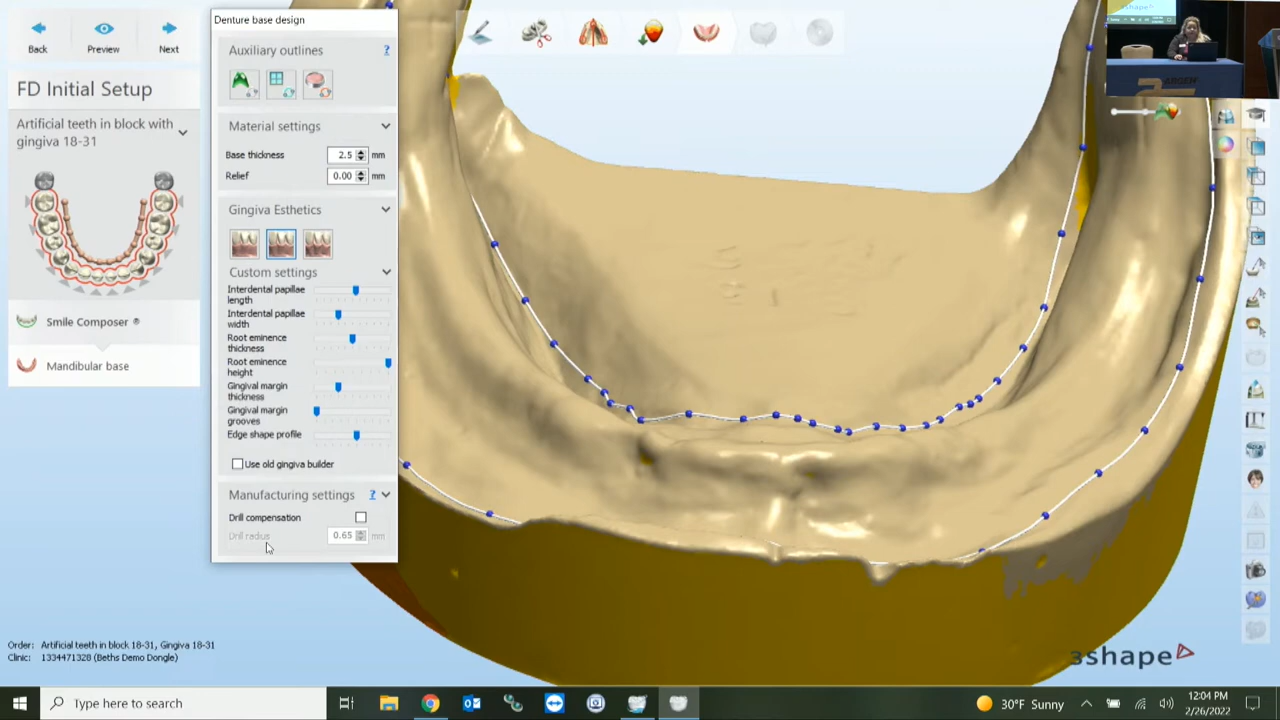 Back
Preview
Next
FD Initial Setup
Artificial teeth in block with
gingiva 18-31
Smile Composer ®
Mandibular base
Denture base design
Auxiliary outlines
?
Material settings
Base thickness 2.5 mm
Relief 0.00 mm
Gingiva Esthetics
Custom settings
Interdental papillae
length
Interdental papillae
width
Root eminence
thickness
Root eminence
height
Gingival margin
thickness
Gingival margin
grooves
Edge shape profile
Use old gingiva builder
Manufacturing settings ?
Drill compensation
Drill radius 0.65 mm
ARGEN
Order: Artificial teeth in block 18-31, Gingiva 18-31
Clinic: 1334471328 (Beths Demo Dongle)
3shape
Type here to search
30°F Sunny
12:04 PM
2/26/2022